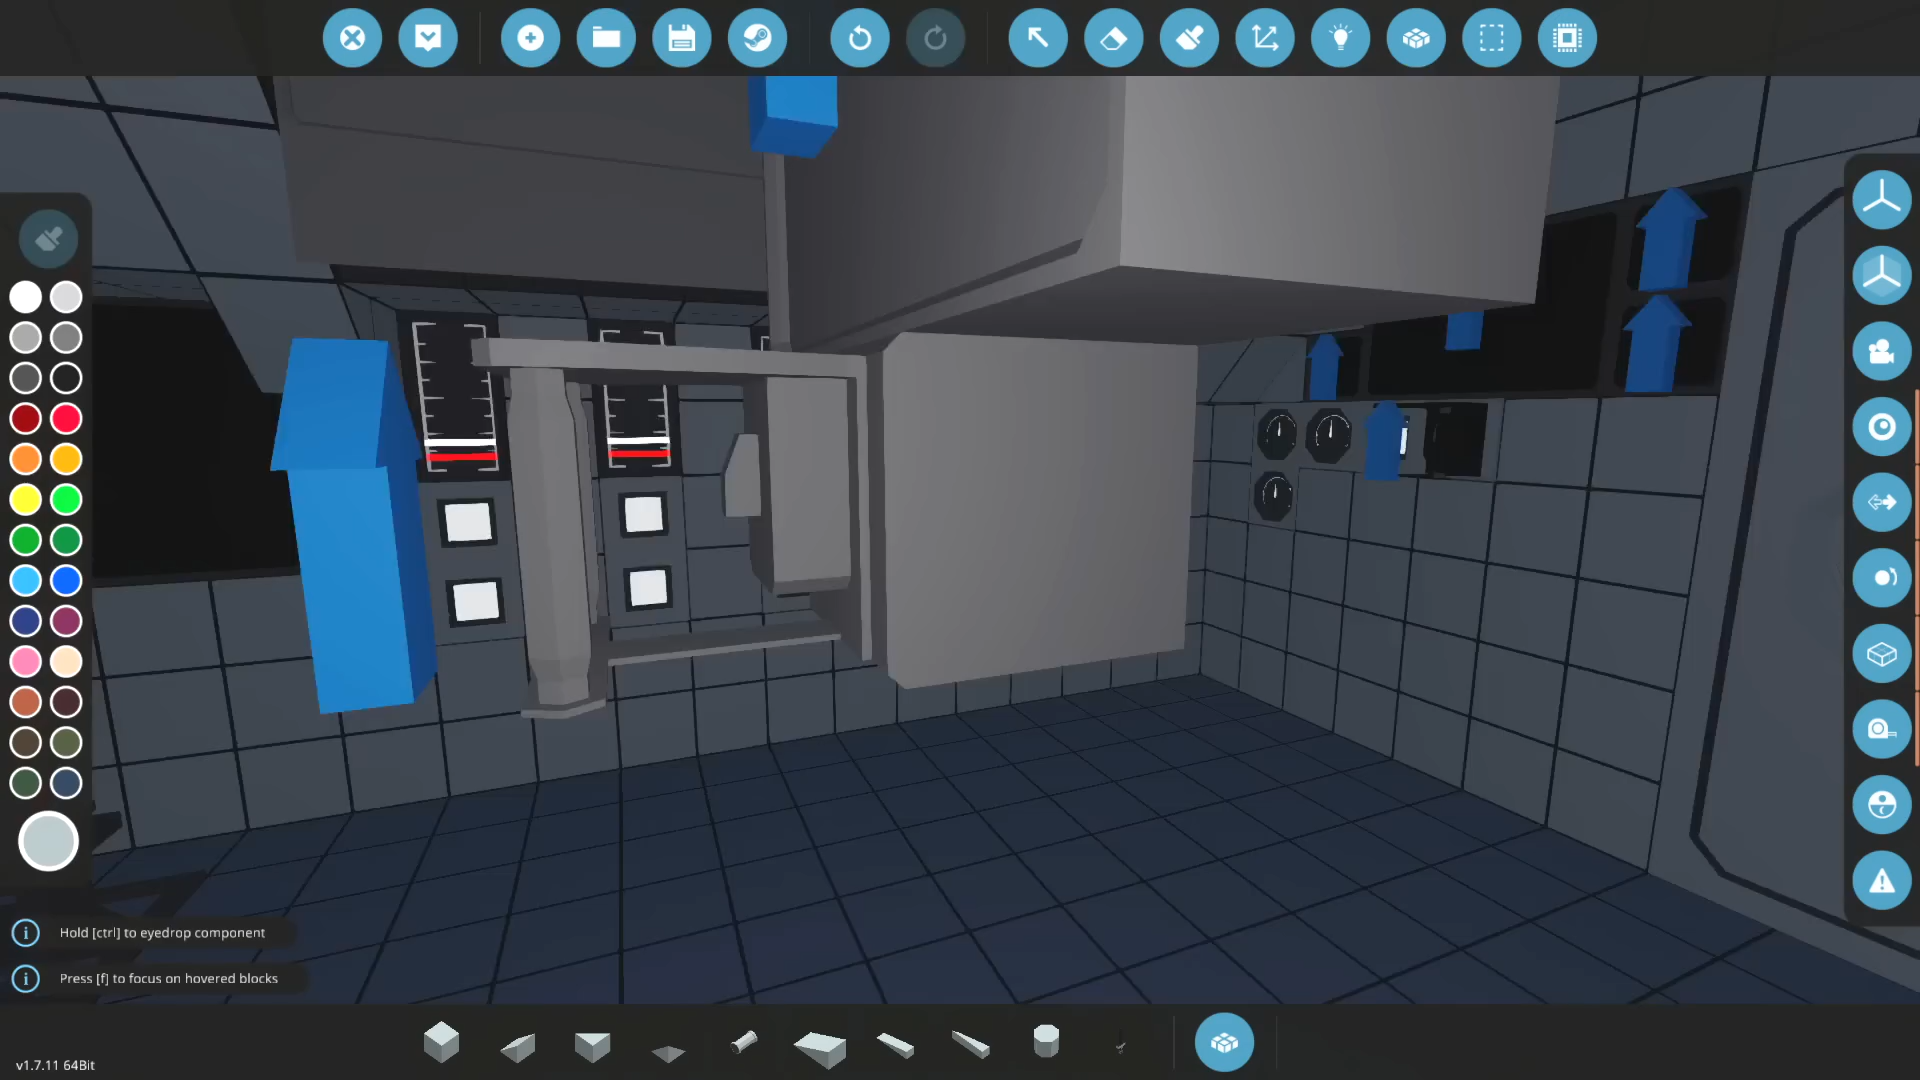 Hold [ctrl] to eyedrop component
Press [f] to focus on hovered blocks
v1.7.11 64Bit